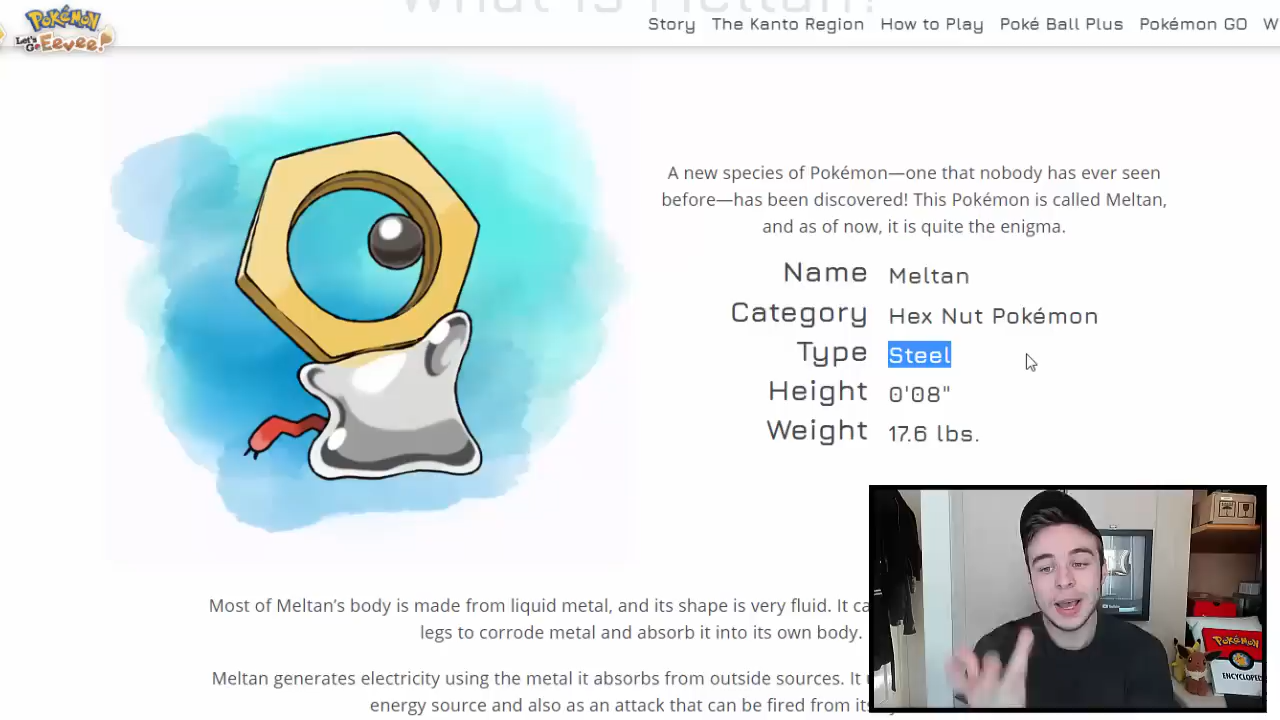 What is Meltan?
Pokémon
Let's Go Eevee!
Story The Kanto Region How to Play Poké Ball Plus Pokémon GO W
A new species of Pokémon—one that nobody has ever seen
before—has been discovered! This Pokémon is called Meltan,
and as of now, it is quite the enigma.
Name Meltan
Category Hex Nut Pokémon
Type Steel
Height 0'08"
Weight 17.6 lbs.
Most of Meltan's body is made from liquid metal, and its shape is very fluid. It
legs to corrode metal and absorb it into its own body.
Meltan generates electricity using the metal it absorbs from outside sources. It
energy source and also as an attack that can be fired from
POKÉMON
ENCYCLOPE